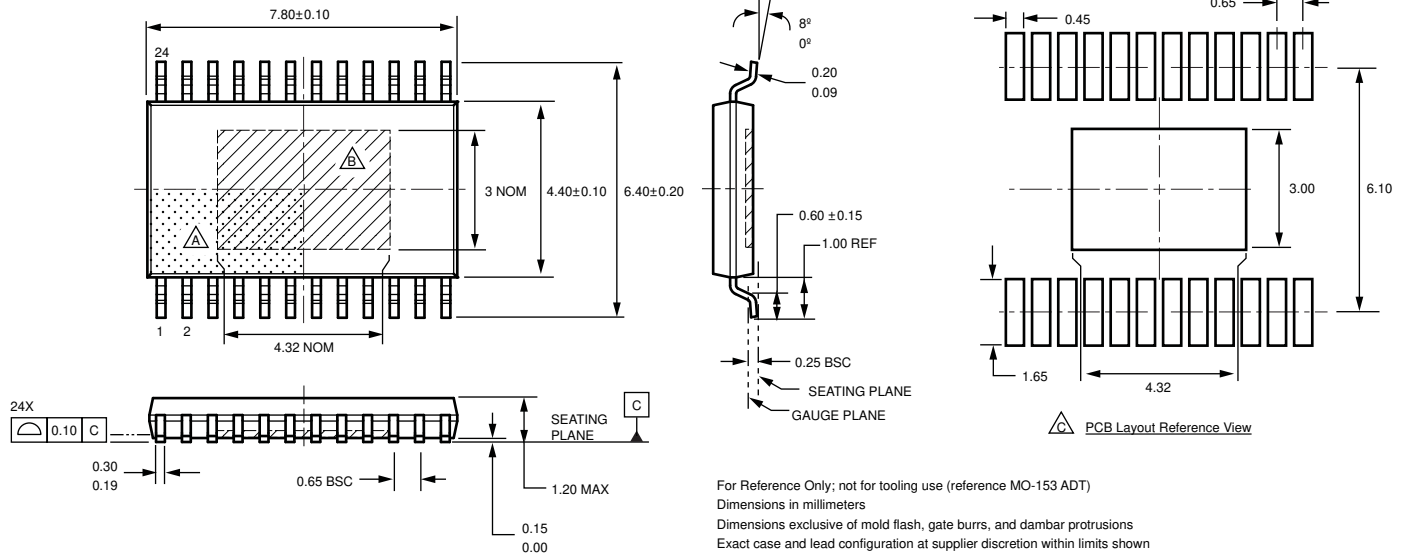 7.80±0.10
24
B
A
3 NOM
4.40±0.10
6.40±0.20
1
2
4.32 NOM
8º
0º
0.20
0.09
0.60 ±0.15
1.00 REF
0.25 BSC
SEATING PLANE
GAUGE PLANE
0.45
0.65
3.00
6.10
1.65
4.32
C PCB Layout Reference View
24X
0.10 C
0.30
0.19
0.65 BSC
SEATING
PLANE
C
1.20 MAX
0.15
0.00
For Reference Only; not for tooling use (reference MO-153 ADT)
Dimensions in millimeters
Dimensions exclusive of mold flash, gate burrs, and dambar protrusions
Exact case and lead configuration at supplier discretion within limits shown